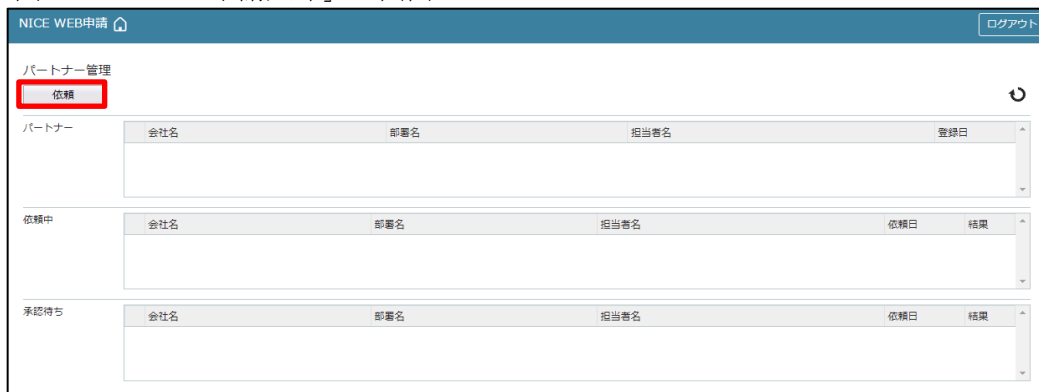 NICE WEB申請
ログアウト
パートナー管理
依頼
パートナー
会社名 部署名 担当者名 登録日
依頼中
会社名 部署名 担当者名 依頼日 結果
承認待ち
会社名 部署名 担当者名 依頼日 結果